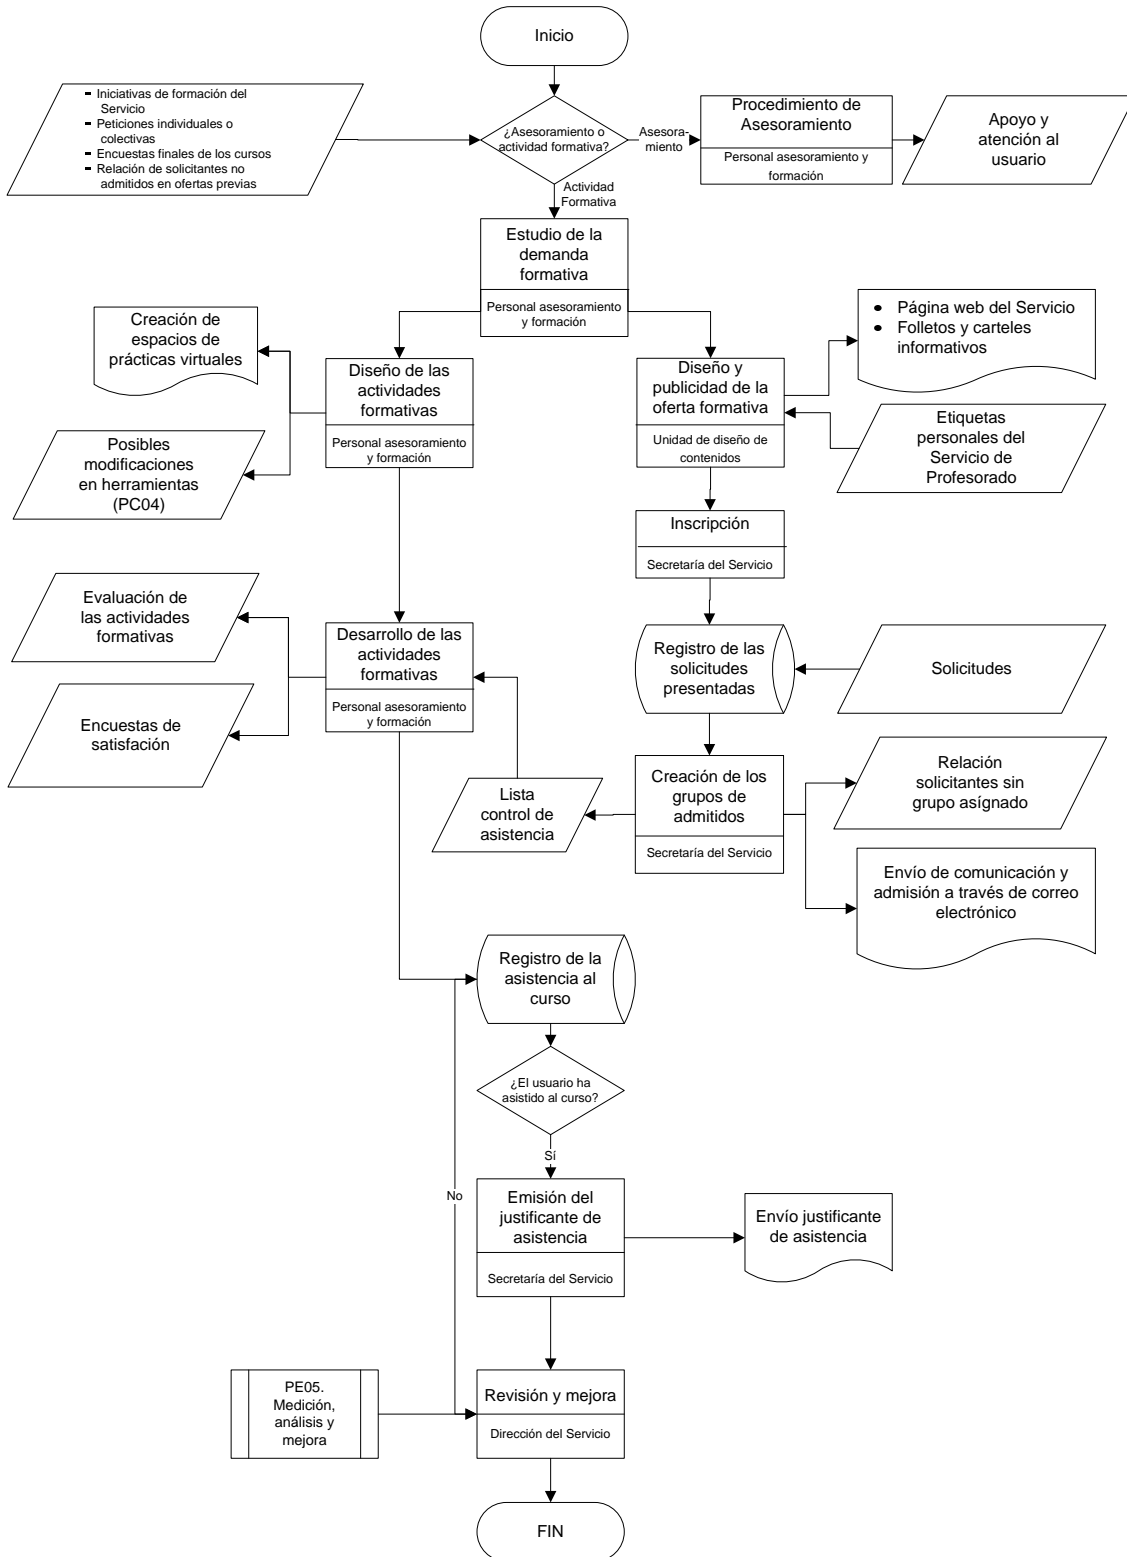 Inicio
- Iniciativas de formación del
Servicio
- Peticiones individuales o
colectivas
- Encuestas finales de los cursos
- Relación de solicitantes no
admitidos en ofertas previas
¿Asesoramiento o
actividad formativa?
Asesora-
miento
Procedimiento de
Asesoramiento
Personal asesoramiento y
formación
Apoyo y
atención al
usuario
Actividad
Formativa
Estudio de la
demanda
formativa
Personal asesoramiento
y formación
Creación de
espacios de
prácticas virtuales
Diseño de las
actividades
formativas
Personal asesoramiento
y formación
Diseño y
publicidad de la
oferta formativa
Unidad de diseño de
contenidos
• Página web del Servicio
• Folletos y carteles
informativos
Etiquetas
personales del
Servicio de
Profesorado
Posibles
modificaciones
en herramientas
(PC04)
Inscripción
Secretaría del Servicio
Evaluación de
las actividades
formativas
Desarrollo de las
actividades
formativas
Personal asesoramiento
y formación
Registro de las
solicitudes
presentadas
Solicitudes
Encuestas de
satisfacción
Lista
control de
asistencia
Creación de los
grupos de
admitidos
Secretaría del Servicio
Relación
solicitantes sin
grupo asígnado
Envío de comunicación y
admisión a través de correo
electrónico
Registro de la
asistencia al
curso
¿El usuario ha
asistido al curso?
Sí
No
Emisión del
justificante de
asistencia
Secretaría del Servicio
Envío justificante
de asistencia
PE05.
Medición,
análisis y
mejora
Revisión y mejora
Dirección del Servicio
FIN